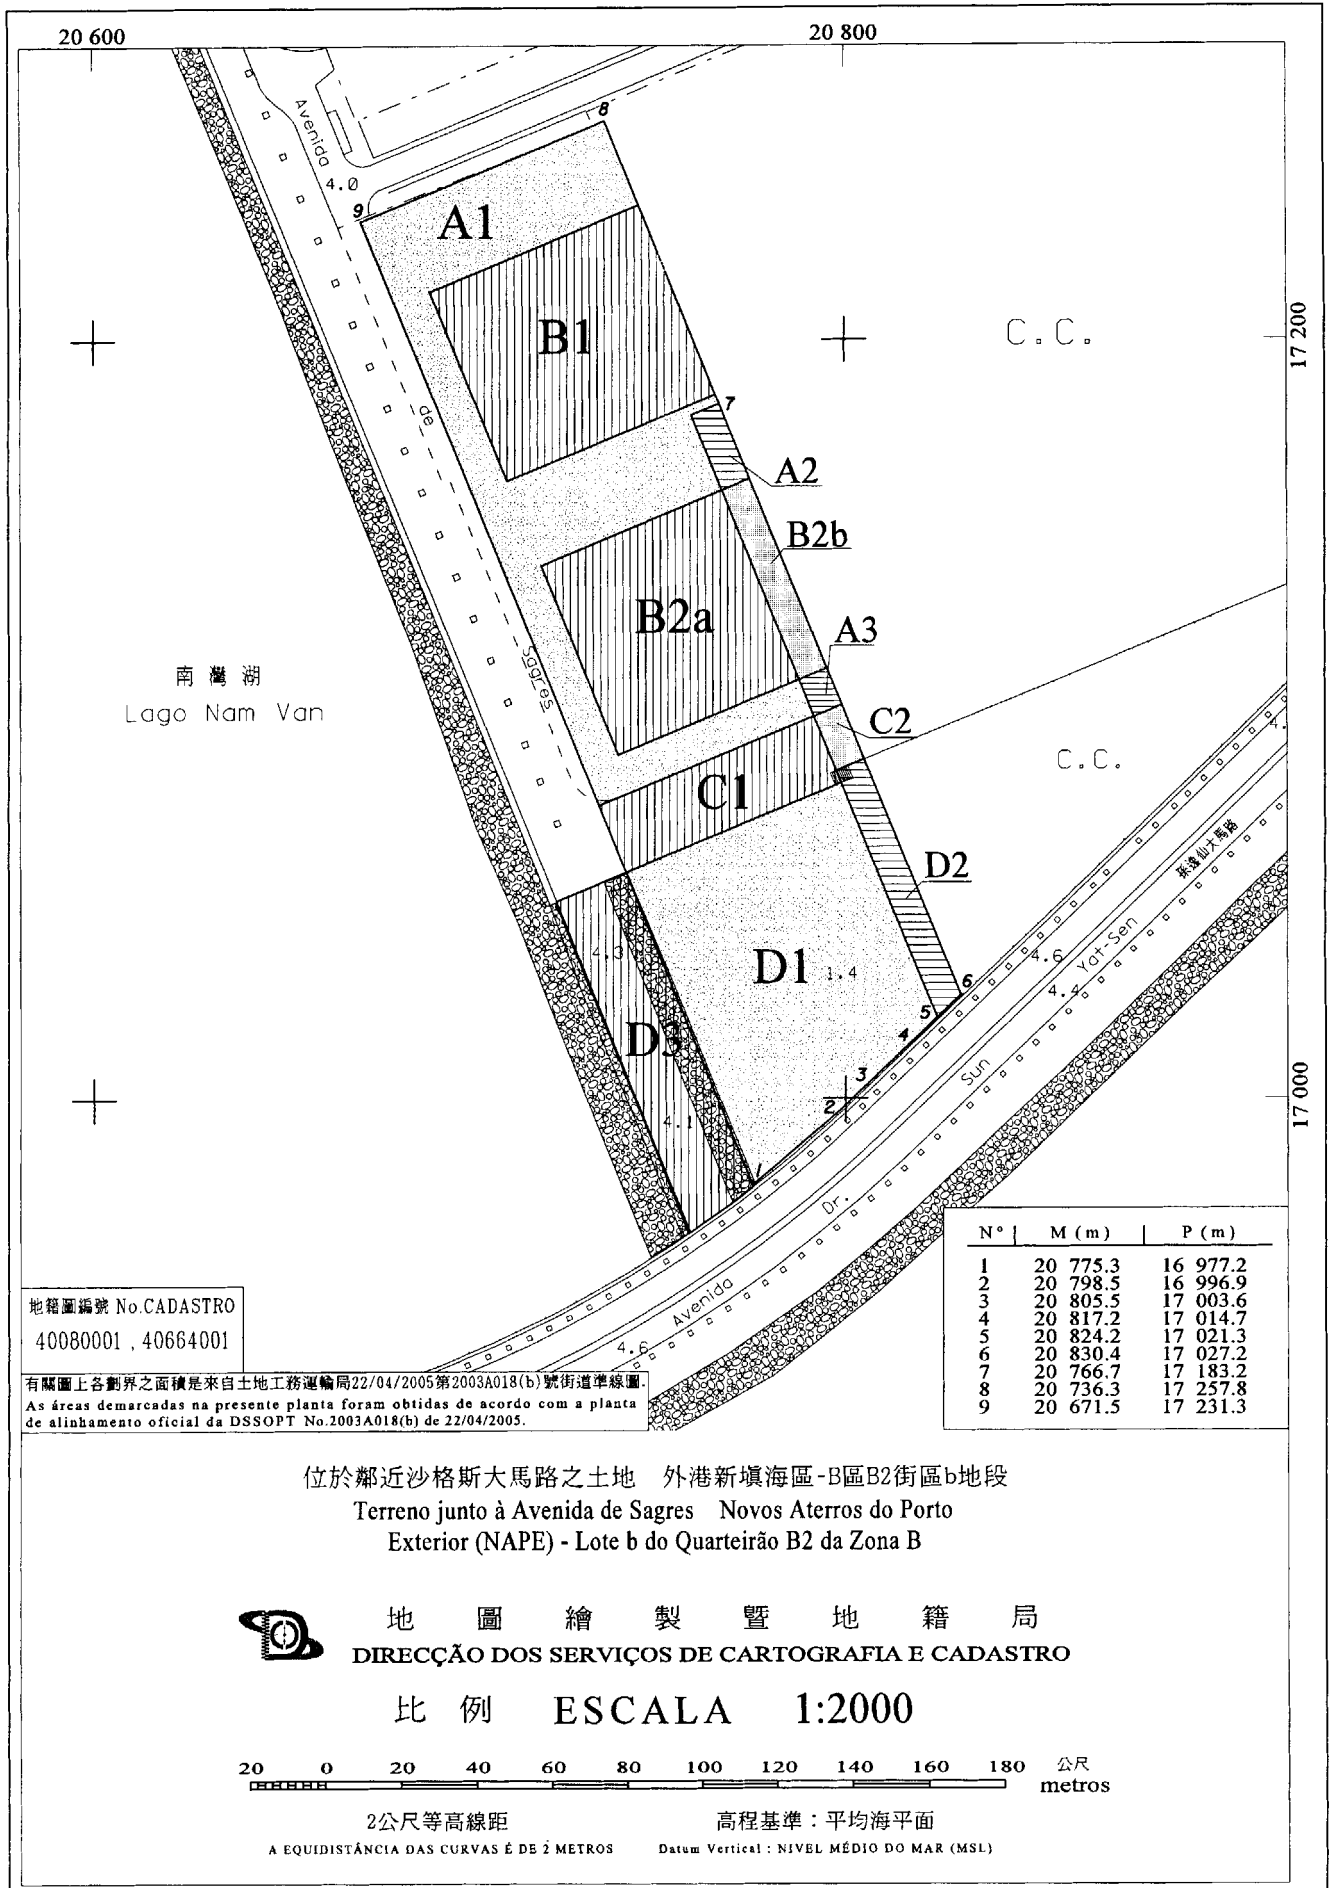 20 600
20 800
8
Avenida
4.0
9
A1
B1
C.C.
17 200
7
de
A2
B2b
B2a
A3
Sagres
南灣湖
Lago Nam Van
C2
C.C.
4.
C1
孫逸仙大馬路
D2
4.3
D1
1.4
Yat-Sen
4.6
4.4
6
5
4
D3
Sun
3
2
17 000
4.1
1
Dr.
Avenida
4.6
N° M (m) P (m)
1 20 775.3 16 977.2
2 20 798.5 16 996.9
3 20 805.5 17 003.6
4 20 817.2 17 014.7
5 20 824.2 17 021.3
6 20 830.4 17 027.2
7 20 766.7 17 183.2
8 20 736.3 17 257.8
9 20 671.5 17 231.3
地籍圖編號 No.CADASTRO
40080001 , 40664001
有關圖上各劃界之面積是來自土地工務運輸局22/04/2005第2003A018(b)號街道準線圖.
As áreas demarcadas na presente planta foram obtidas de acordo com a planta
de alinhamento oficial da DSSOPT No.2003A018(b) de 22/04/2005.
位於鄰近沙格斯大馬路之土地 外港新填海區-B區B2街區b地段
Terreno junto à Avenida de Sagres Novos Aterros do Porto
Exterior (NAPE) - Lote b do Quarteirão B2 da Zona B
地圖繪製暨地籍局
DIRECÇÃO DOS SERVIÇOS DE CARTOGRAFIA E CADASTRO
比例 ESCALA 1:2000
20 0 20 40 60 80 100 120 140 160 180 公尺
metros
2公尺等高線距 高程基準：平均海平面
A EQUIDISTÂNCIA DAS CURVAS É DE 2 METROS Datum Vertical : NIVEL MÉDIO DO MAR (MSL)